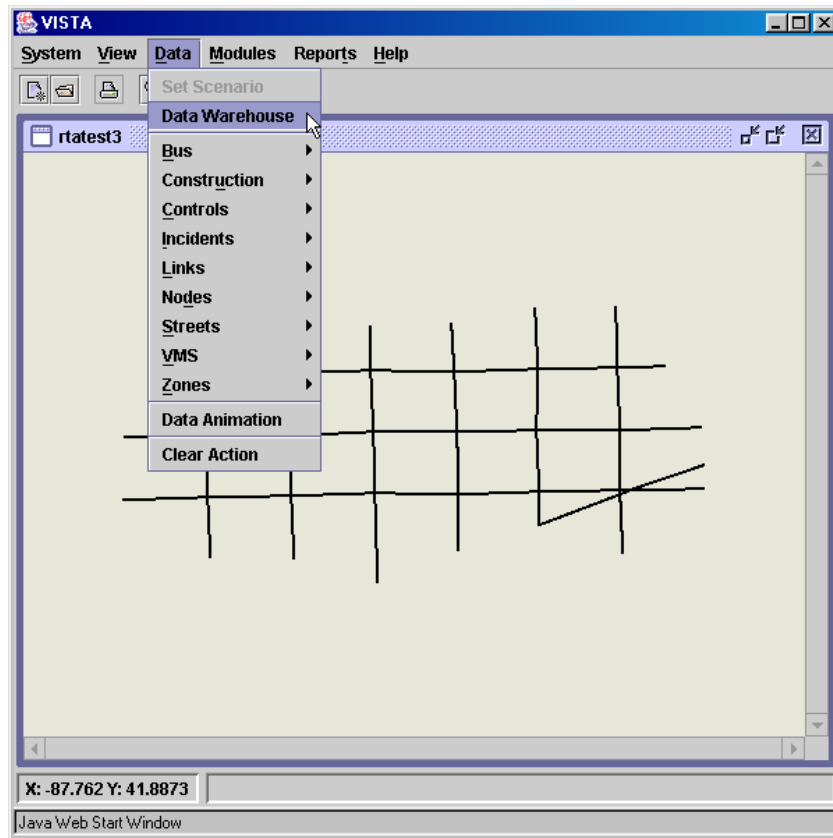 VISTA
System View Data Modules Reports Help
Set Scenario
Data Warehouse
rtatest3
Bus
Construction
Controls
Incidents
Links
Nodes
Streets
VMS
Zones
Data Animation
Clear Action
X: -87.762 Y: 41.8873
Java Web Start Window